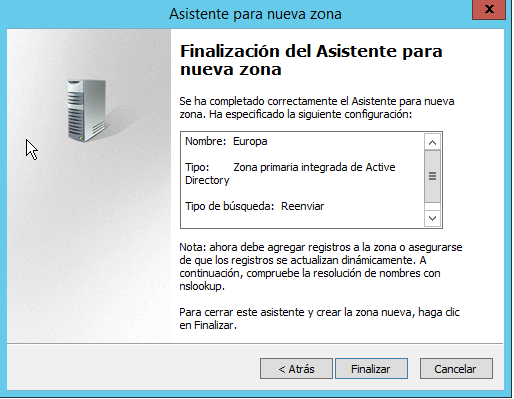 Asistente para nueva zona
x
Finalización del Asistente para
nueva zona
Se ha completado correctamente el Asistente para nueva
zona. Ha especificado la siguiente configuración:
Nombre: Europa
Tipo: Zona primaria integrada de Active
Directory
Tipo de búsqueda: Reenviar
Nota: ahora debe agregar registros a la zona o asegurarse
de que los registros se actualizan dinámicamente. A
continuación, compruebe la resolución de nombres con
nslookup.
Para cerrar este asistente y crear la zona nueva, haga clic
en Finalizar.
< Atrás Finalizar Cancelar